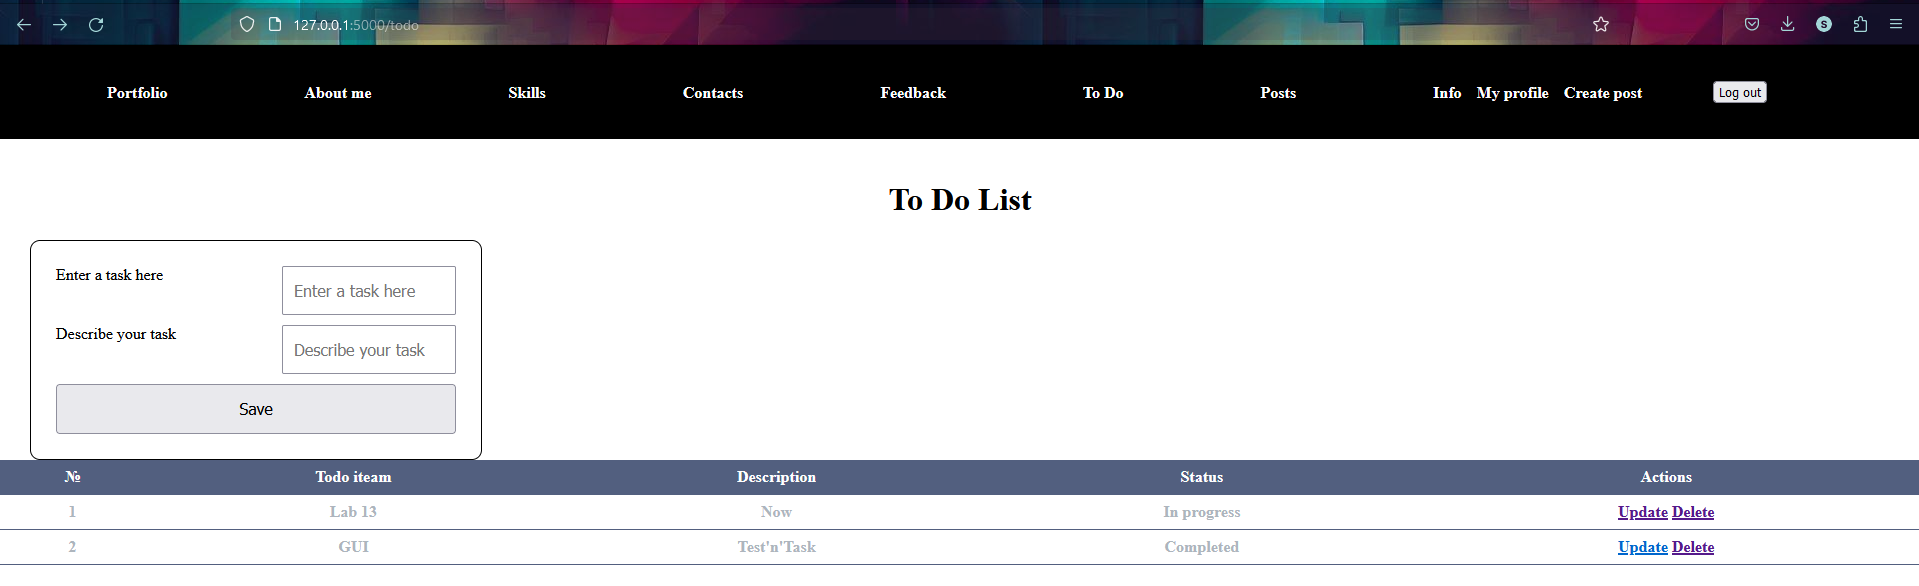 127.0.0.1:5000/todo
S
Portfolio About me Skills Contacts Feedback To Do Posts Info My profile Create post Log out
To Do List
Enter a task here Enter a task here
Describe your task Describe your task
Save
№ Todo iteam Description Status Actions
1 Lab 13 Now In progress Update Delete
2 GUI Test'n'Task Completed Update Delete